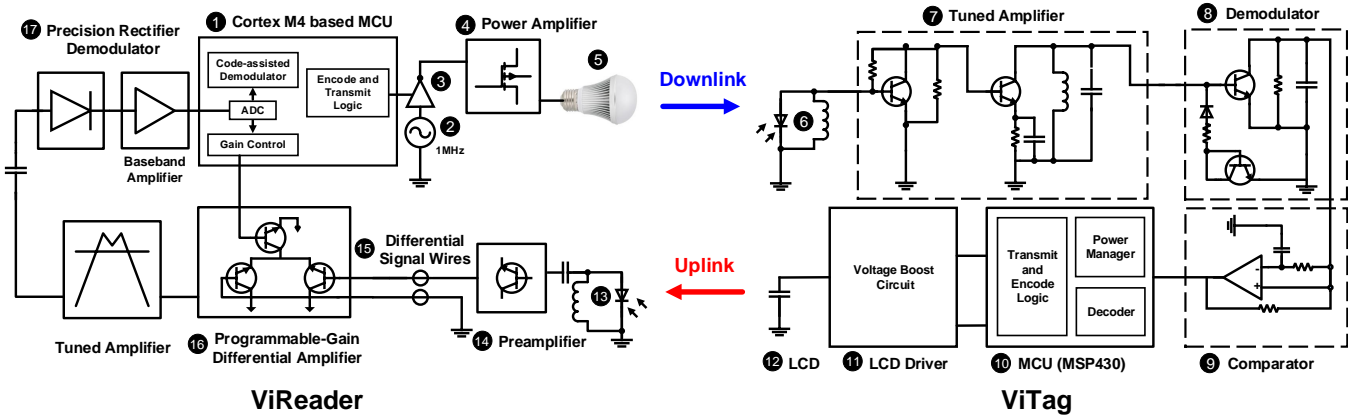 17 Precision Rectifier
Demodulator
1 Cortex M4 based MCU
Code-assisted
Demodulator
ADC
Gain Control
Encode and
Transmit
Logic
Baseband
Amplifier
2
1MHz
3
4 Power Amplifier
5
Downlink
6
7 Tuned Amplifier
8 Demodulator
Tuned Amplifier
16 Programmable-Gain
Differential Amplifier
15 Differential
Signal Wires
14 Preamplifier
13
Uplink
12 LCD
Voltage Boost
Circuit
11 LCD Driver
Transmit
and
Encode
Logic
Power
Manager
Decoder
10 MCU (MSP430)
-
+
9 Comparator
ViReader
ViTag